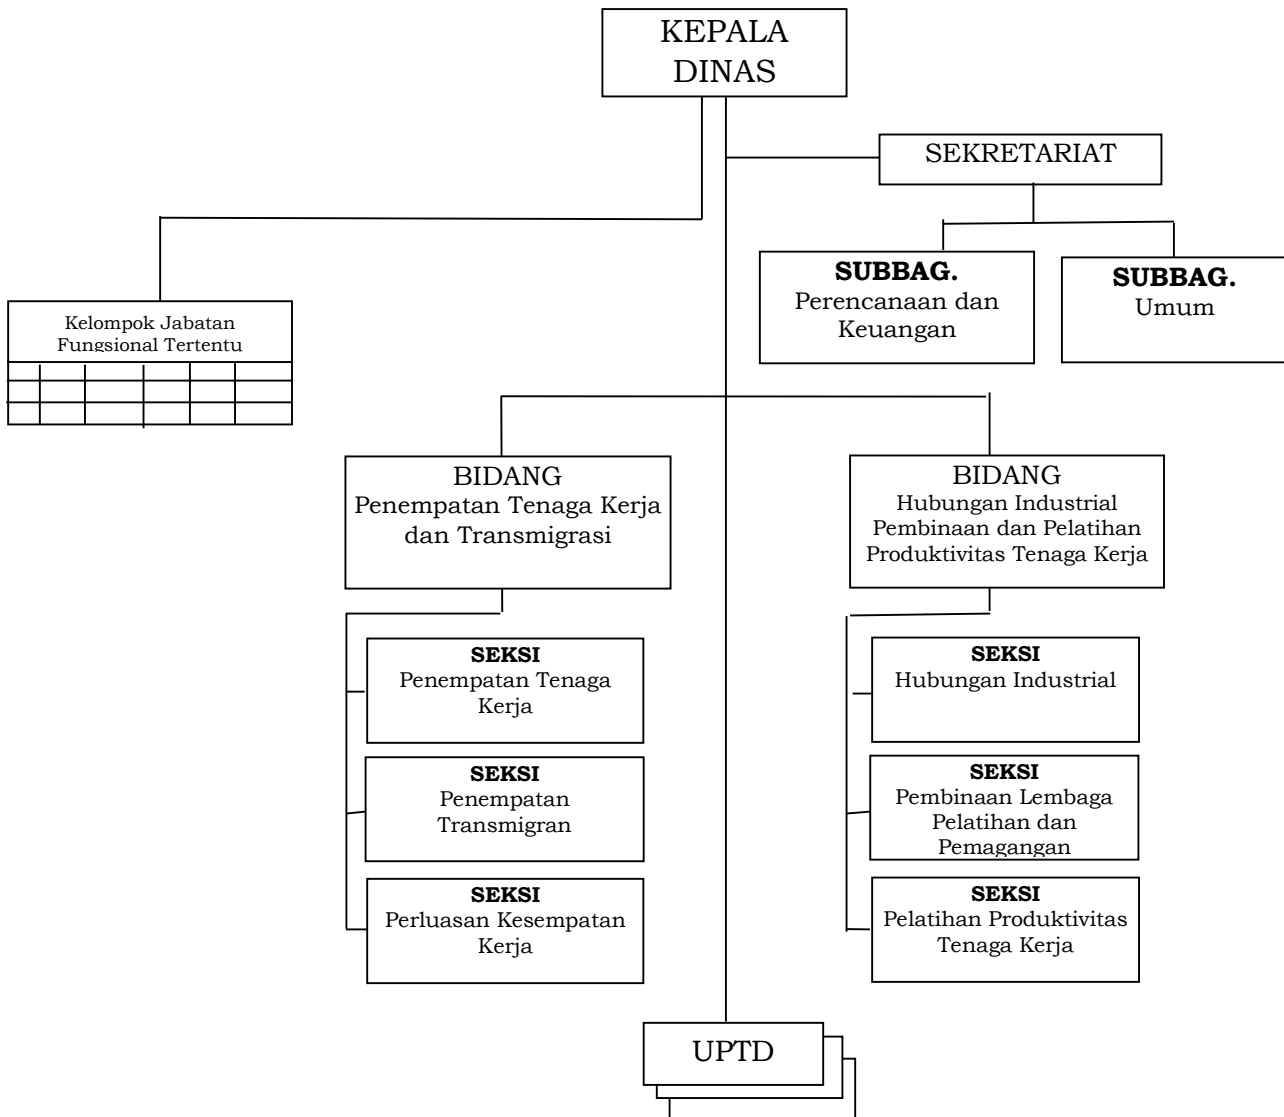 KEPALA
DINAS
SEKRETARIAT
SUBBAG.
Perencanaan dan
Keuangan
SUBBAG.
Umum
Kelompok Jabatan
Fungsional Tertentu
BIDANG
Penempatan Tenaga Kerja
dan Transmigrasi
BIDANG
Hubungan Industrial
Pembinaan dan Pelatihan
Produktivitas Tenaga Kerja
SEKSI
Penempatan Tenaga
Kerja
SEKSI
Penempatan
Transmigran
SEKSI
Perluasan Kesempatan
Kerja
SEKSI
Hubungan Industrial
SEKSI
Pembinaan Lembaga
Pelatihan dan
Pemagangan
SEKSI
Pelatihan Produktivitas
Tenaga Kerja
UPTD